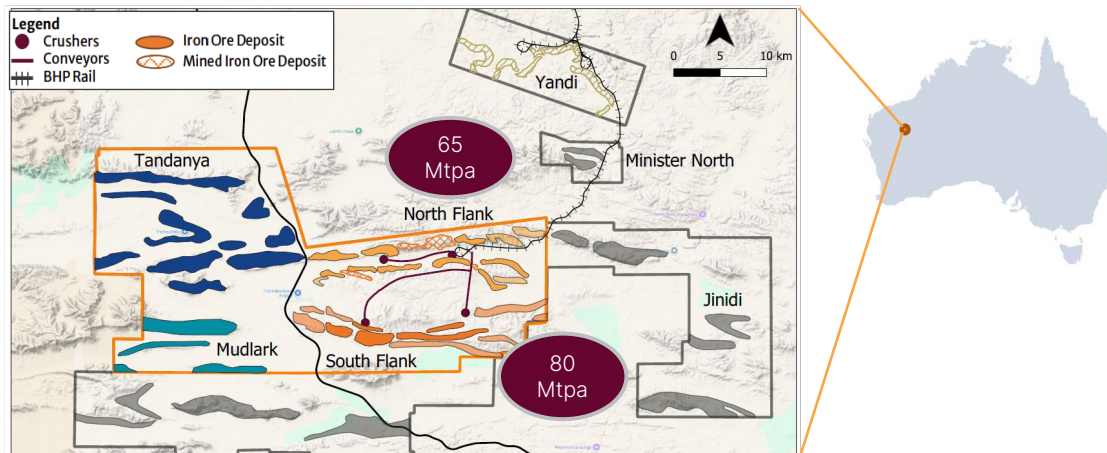 Legend
Crushers
Conveyors
BHP Rail
Iron Ore Deposit
Mined Iron Ore Deposit
0 5 10 km
Yandi
65
Mtpa
Minister North
Tandanya
North Flank
Jinidi
Mudlark
South Flank
80
Mtpa